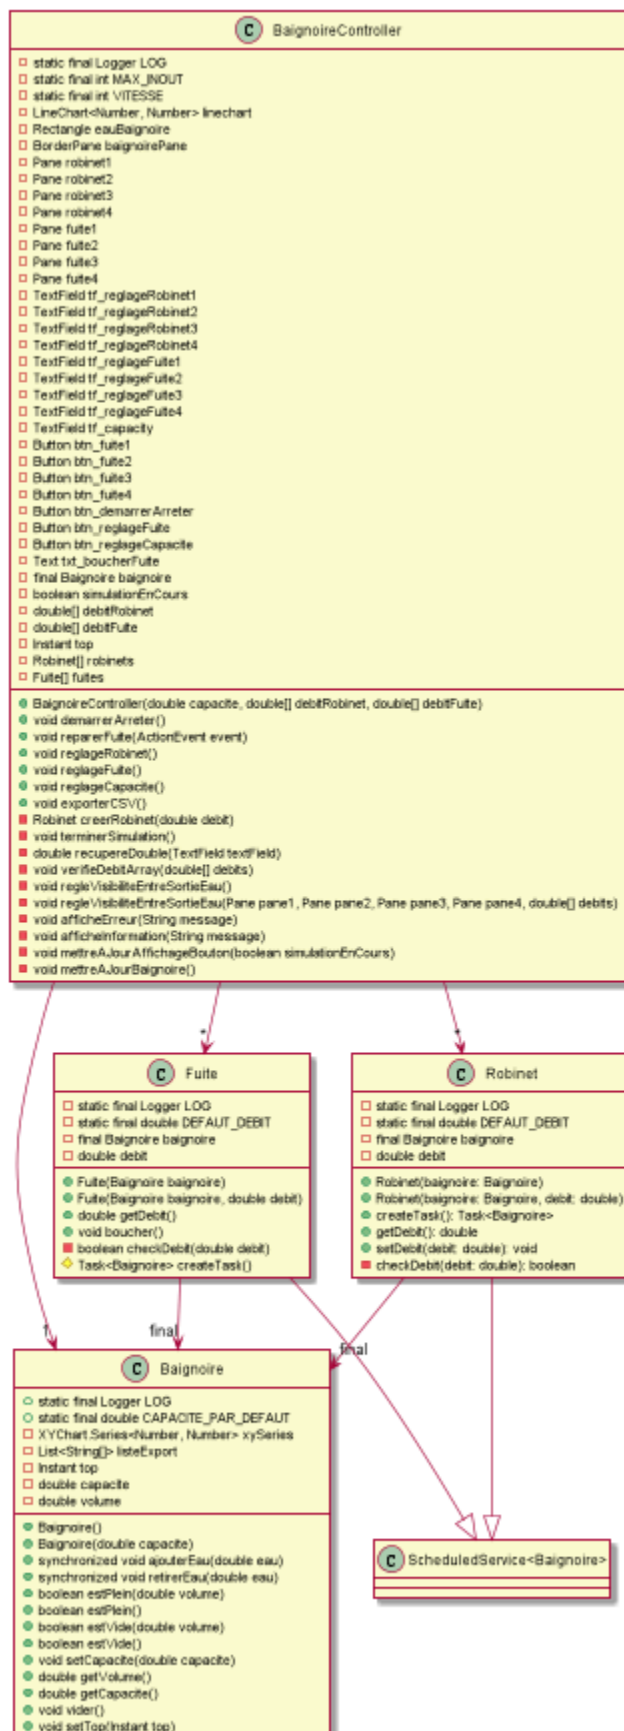 C BaignoireController
static final Logger LOG
static final int MAX_INOUT
static final int VITESSE
LineChart<Number, Number> linechart
Rectangle eauBaignoire
BorderPane baignoirePane
Pane robinet1
Pane robinet2
Pane robinet3
Pane robinet4
Pane fuite1
Pane fuite2
Pane fuite3
Pane fuite4
TextField tf_reglageRobinet1
TextField tf_reglageRobinet2
TextField tf_reglageRobinet3
TextField tf_reglageRobinet4
TextField tf_reglageFuite1
TextField tf_reglageFuite2
TextField tf_reglageFuite3
TextField tf_reglageFuite4
TextField tf_capacity
Button btn_fuite1
Button btn_fuite2
Button btn_fuite3
Button btn_fuite4
Button btn_demarrerArreter
Button btn_reglageFuite
Button btn_reglageCapacite
Text txt_boucherFuite
final Baignoire baignoire
boolean simulationEnCours
double[] debitRobinet
double[] debitFuite
Instant top
Robinet[] robinets
Fuite[] fuites
BaignoireController(double capacite, double[] debitRobinet, double[] debitFuite)
void demarrerArreter()
void reparerFuite(ActionEvent event)
void reglageRobinet()
void reglageFuite()
void reglageCapacite()
void exporterCSV()
Robinet creerRobinet(double debit)
void terminerSimulation()
double recupereDouble(TextField textField)
void verifieDebitArray(double[] debits)
void regleVisibiliteEntreSortieEau()
void regleVisibiliteEntreSortieEau(Pane pane1, Pane pane2, Pane pane3, Pane pane4, double[] debits)
void afficheErreur(String message)
void afficheInformation(String message)
void mettreAJourAffichageBouton(boolean simulationEnCours)
void mettreAJourBaignoire()
*
*
C Fuite
static final Logger LOG
static final double DEFAUT_DEBIT
final Baignoire baignoire
double debit
Fuite(Baignoire baignoire)
Fuite(Baignoire baignoire, double debit)
double getDebit()
void boucher()
boolean checkDebit(double debit)
Task<Baignoire> createTask()
C Robinet
static final Logger LOG
static final double DEFAUT_DEBIT
final Baignoire baignoire
double debit
Robinet(baignoire: Baignoire)
Robinet(baignoire: Baignoire, debit: double)
createTask(): Task<Baignoire>
getDebit(): double
setDebit(debit: double): void
checkDebit(debit: double): boolean
final
final
C Baignoire
static final Logger LOG
static final double CAPACITE_PAR_DEFAUT
XYChart.Series<Number, Number> xySeries
List<String[]> listeExport
Instant top
double capacite
double volume
Baignoire()
Baignoire(double capacite)
synchronized void ajouterEau(double eau)
synchronized void retirerEau(double eau)
boolean estPlein(double volume)
boolean estPlein()
boolean estVide(double volume)
boolean estVide()
void setCapacite(double capacite)
double getVolume()
double getCapacite()
void vider()
void setTop(Instant top)
C ScheduledService<Baignoire>